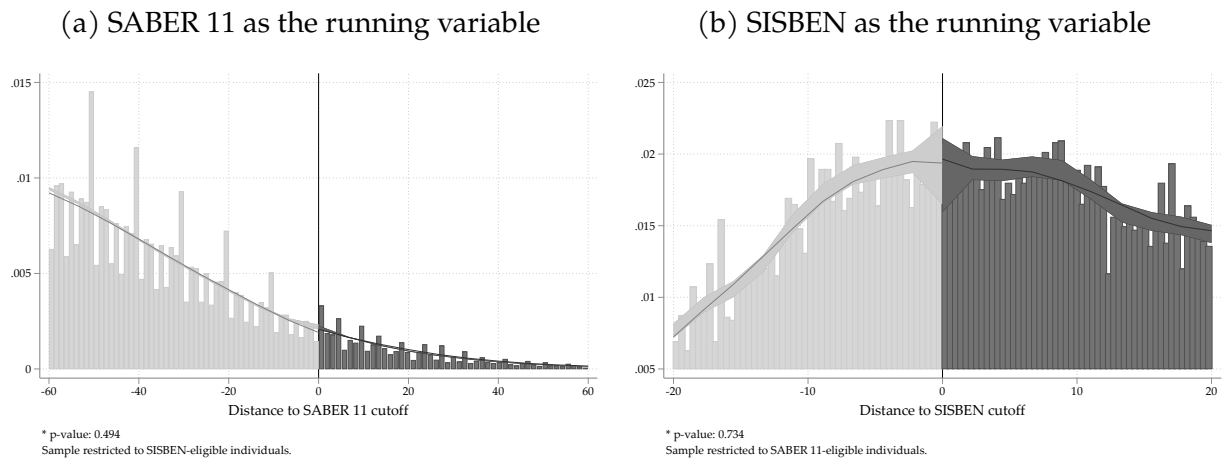 (a) SABER 11 as the running variable
.015
.01
.005
0
-60
-40
-20
0
20
40
60
Distance to SABER 11 cutoff
* p-value: 0.494
Sample restricted to SISBEN-eligible individuals.
(b) SISBEN as the running variable
.025
.02
.015
.01
.005
-20
-10
0
10
20
Distance to SISBEN cutoff
* p-value: 0.734
Sample restricted to SABER 11-eligible individuals.